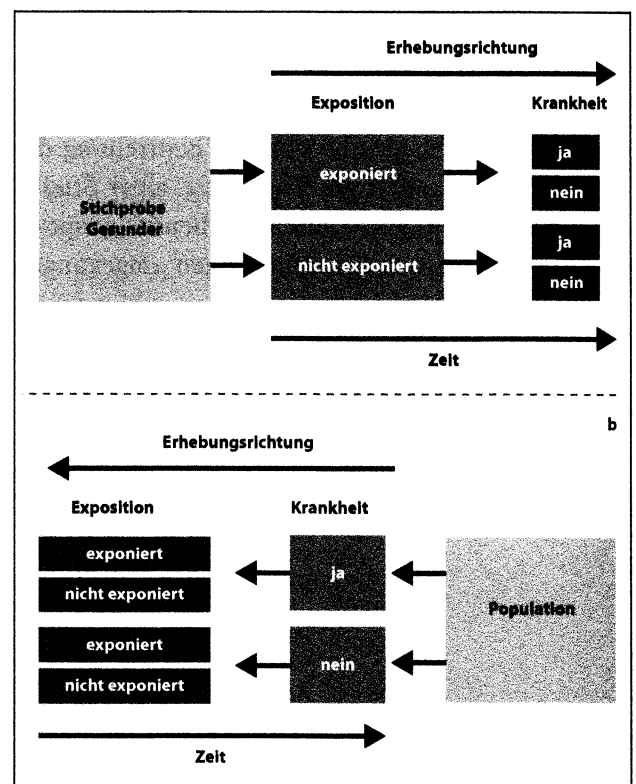 Erhebungsrichtung
Exposition
Krankheit
Stichprobe
Gesunder
exponiert
ja
nein
nicht exponiert
ja
nein
Zeit
b
Erhebungsrichtung
Exposition
Krankheit
exponiert
nicht exponiert
ja
Population
exponiert
nicht exponiert
nein
Zeit